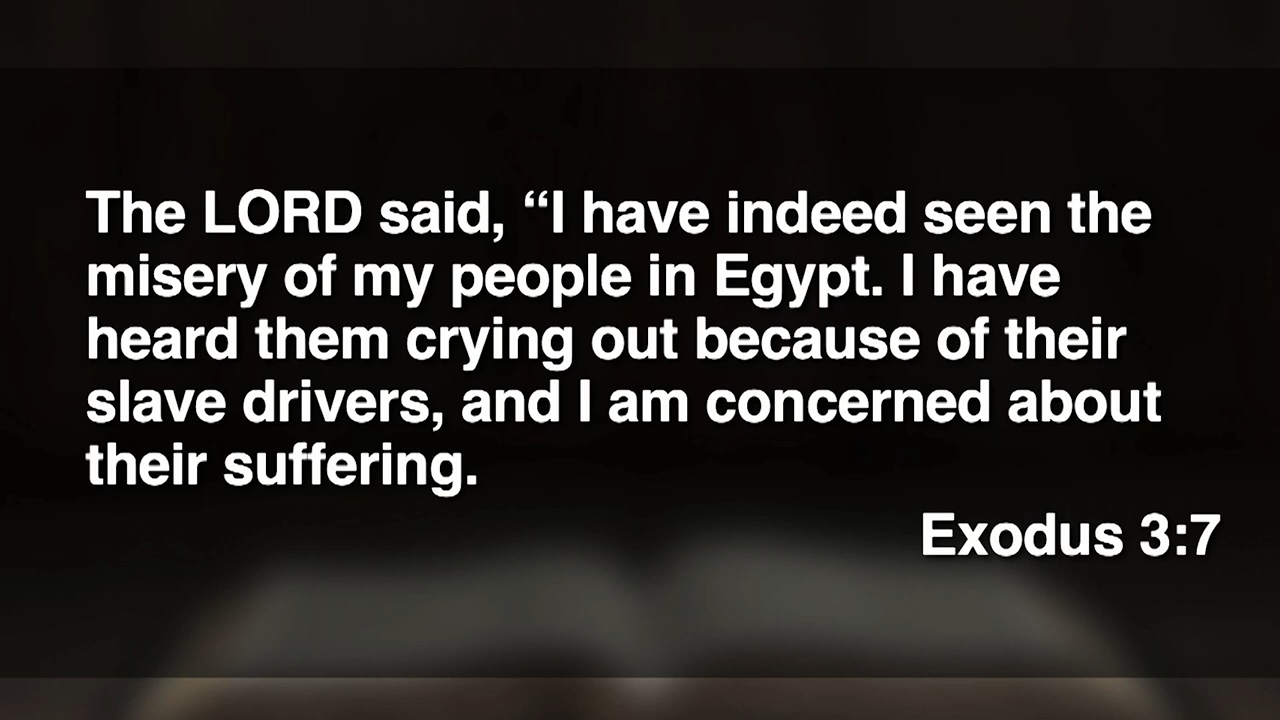 The LORD said, “I have indeed seen the
misery of my people in Egypt. I have
heard them crying out because of their
slave drivers, and I am concerned about
their suffering.
Exodus 3:7